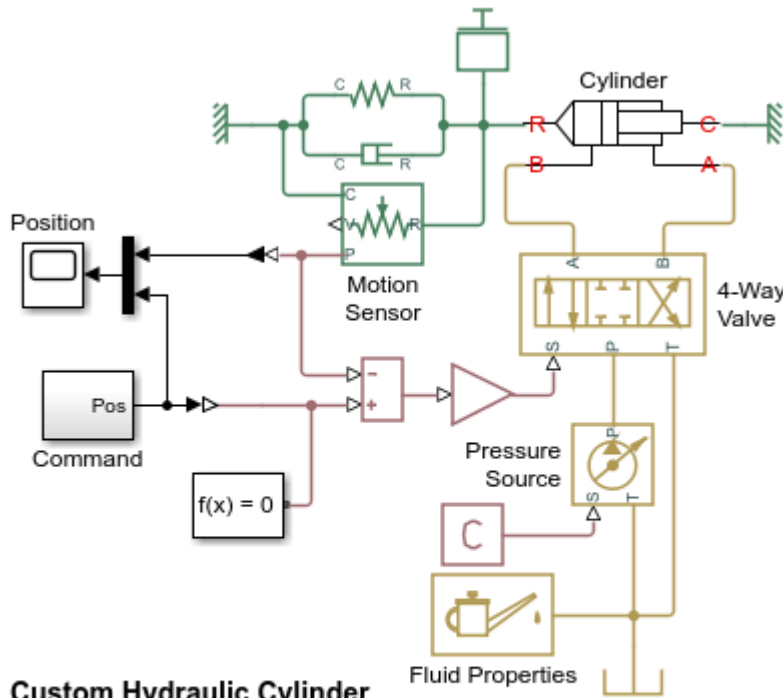 Cylinder
C
R
R
C
B
A
C
R
C
V
R
P
Position
Motion
Sensor
A
B
4-Way
Valve
S
P
T
−
+
Pos
Command
Pressure
Source
P
S
T
f(x) = 0
C
Fluid Properties
Custom Hydraulic Cylinder